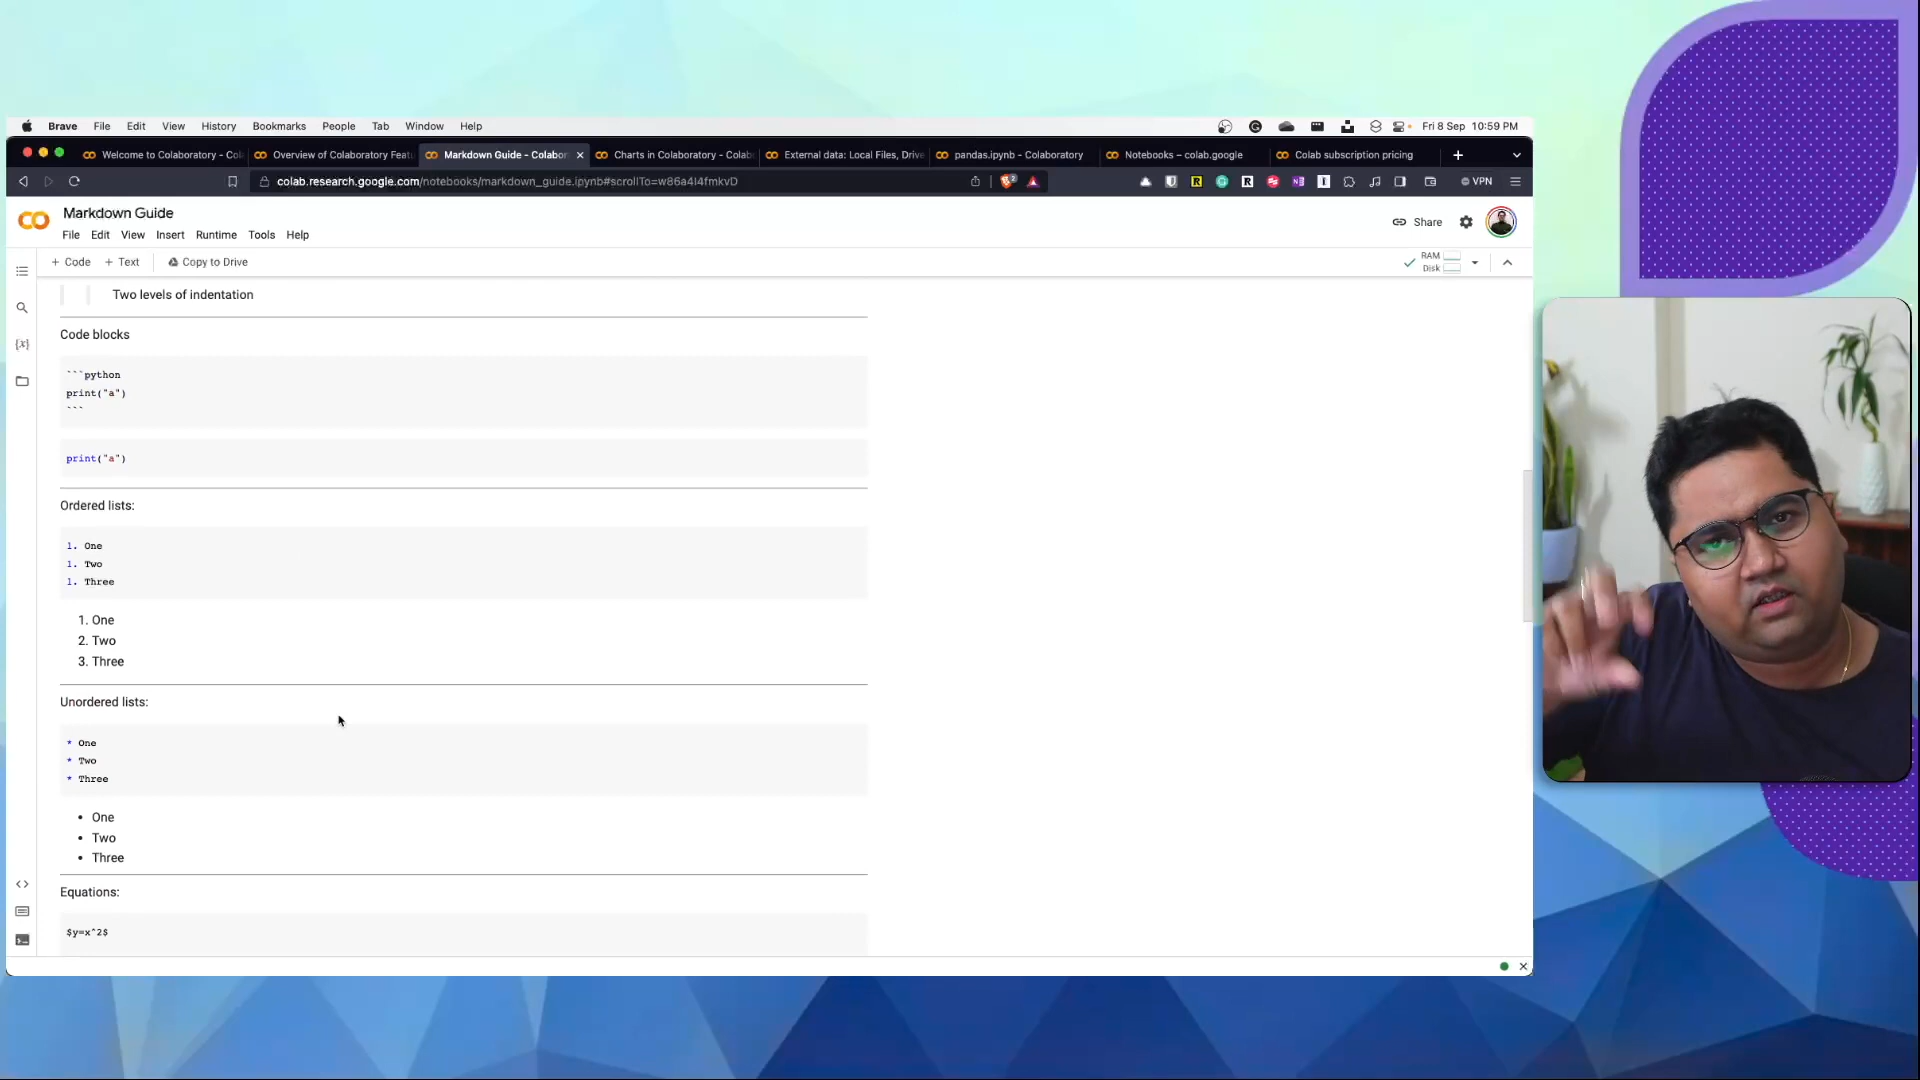 Brave File Edit View History Bookmarks People Tab Window Help Fri 8 Sep 10:59 PM
Welcome to Colaboratory - Col Overview of Colaboratory Featu Markdown Guide - Colabor Charts in Colaboratory - Colab External data: Local Files, Drive pandas.ipynb - Colaboratory Notebooks – colab.google Colab subscription pricing
colab.research.google.com/notebooks/markdown_guide.ipynb#scrollTo=w86a4I4fmkvD VPN
Markdown Guide
Share
File Edit View Insert Runtime Tools Help
+ Code + Text Copy to Drive
RAM
Disk
Two levels of indentation
Code blocks
```python
print("a")
```
print("a")
Ordered lists:
1. One
1. Two
1. Three
1. One
2. Two
3. Three
Unordered lists:
* One
* Two
* Three
• One
• Two
• Three
Equations:
$y=x^2$